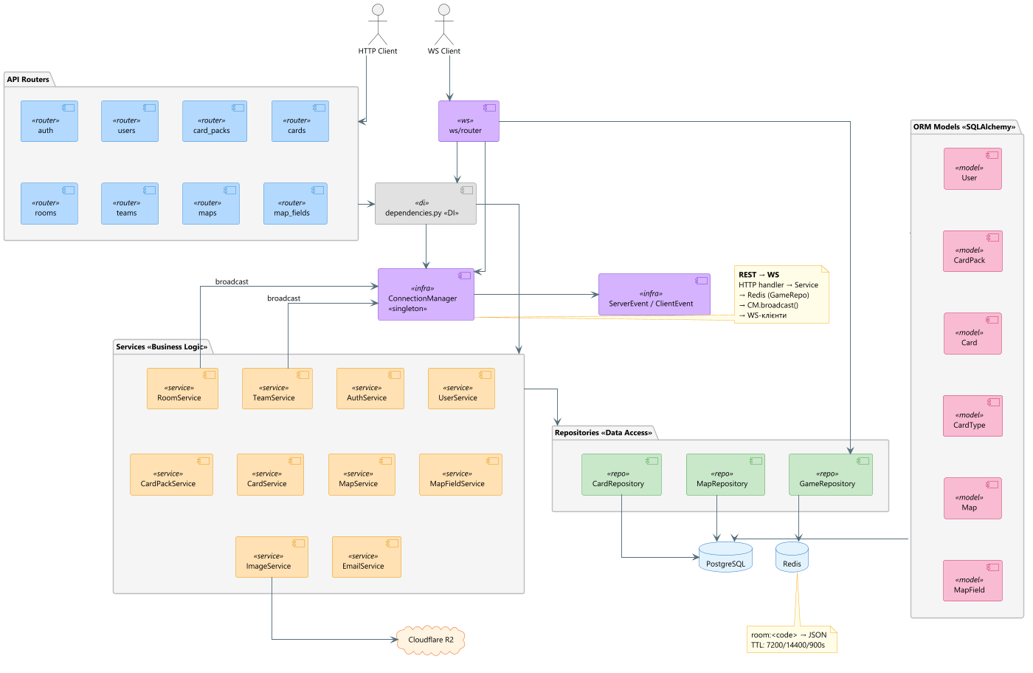 HTTP Client
WS Client
API Routers
«router»
auth
«router»
users
«router»
card_packs
«router»
cards
«router»
rooms
«router»
teams
«router»
maps
«router»
map_fields
«ws»
ws/router
«di»
dependencies.py «DI»
«infra»
ConnectionManager
«singleton»
«infra»
ServerEvent / ClientEvent
REST → WS
HTTP handler → Service
→ Redis (GameRepo)
→ CM.broadcast()
→ WS-клієнти
broadcast
broadcast
Services «Business Logic»
«service»
RoomService
«service»
TeamService
«service»
AuthService
«service»
UserService
«service»
CardPackService
«service»
CardService
«service»
MapService
«service»
MapFieldService
«service»
ImageService
«service»
EmailService
Repositories «Data Access»
«repo»
CardRepository
«repo»
MapRepository
«repo»
GameRepository
PostgreSQL
Redis
Cloudflare R2
room:<code> → JSON
TTL: 7200/14400/900s
ORM Models «SQLAlchemy»
«model»
User
«model»
CardPack
«model»
Card
«model»
CardType
«model»
Map
«model»
MapField